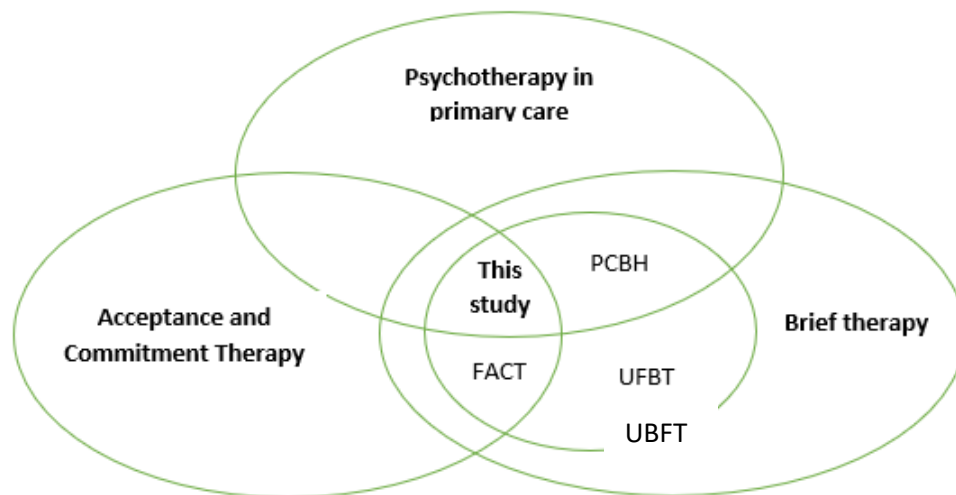 Psychotherapy in
primary care
This
study
PCBH
Acceptance and
Commitment Therapy
Brief therapy
FACT
UFBT
UBFT